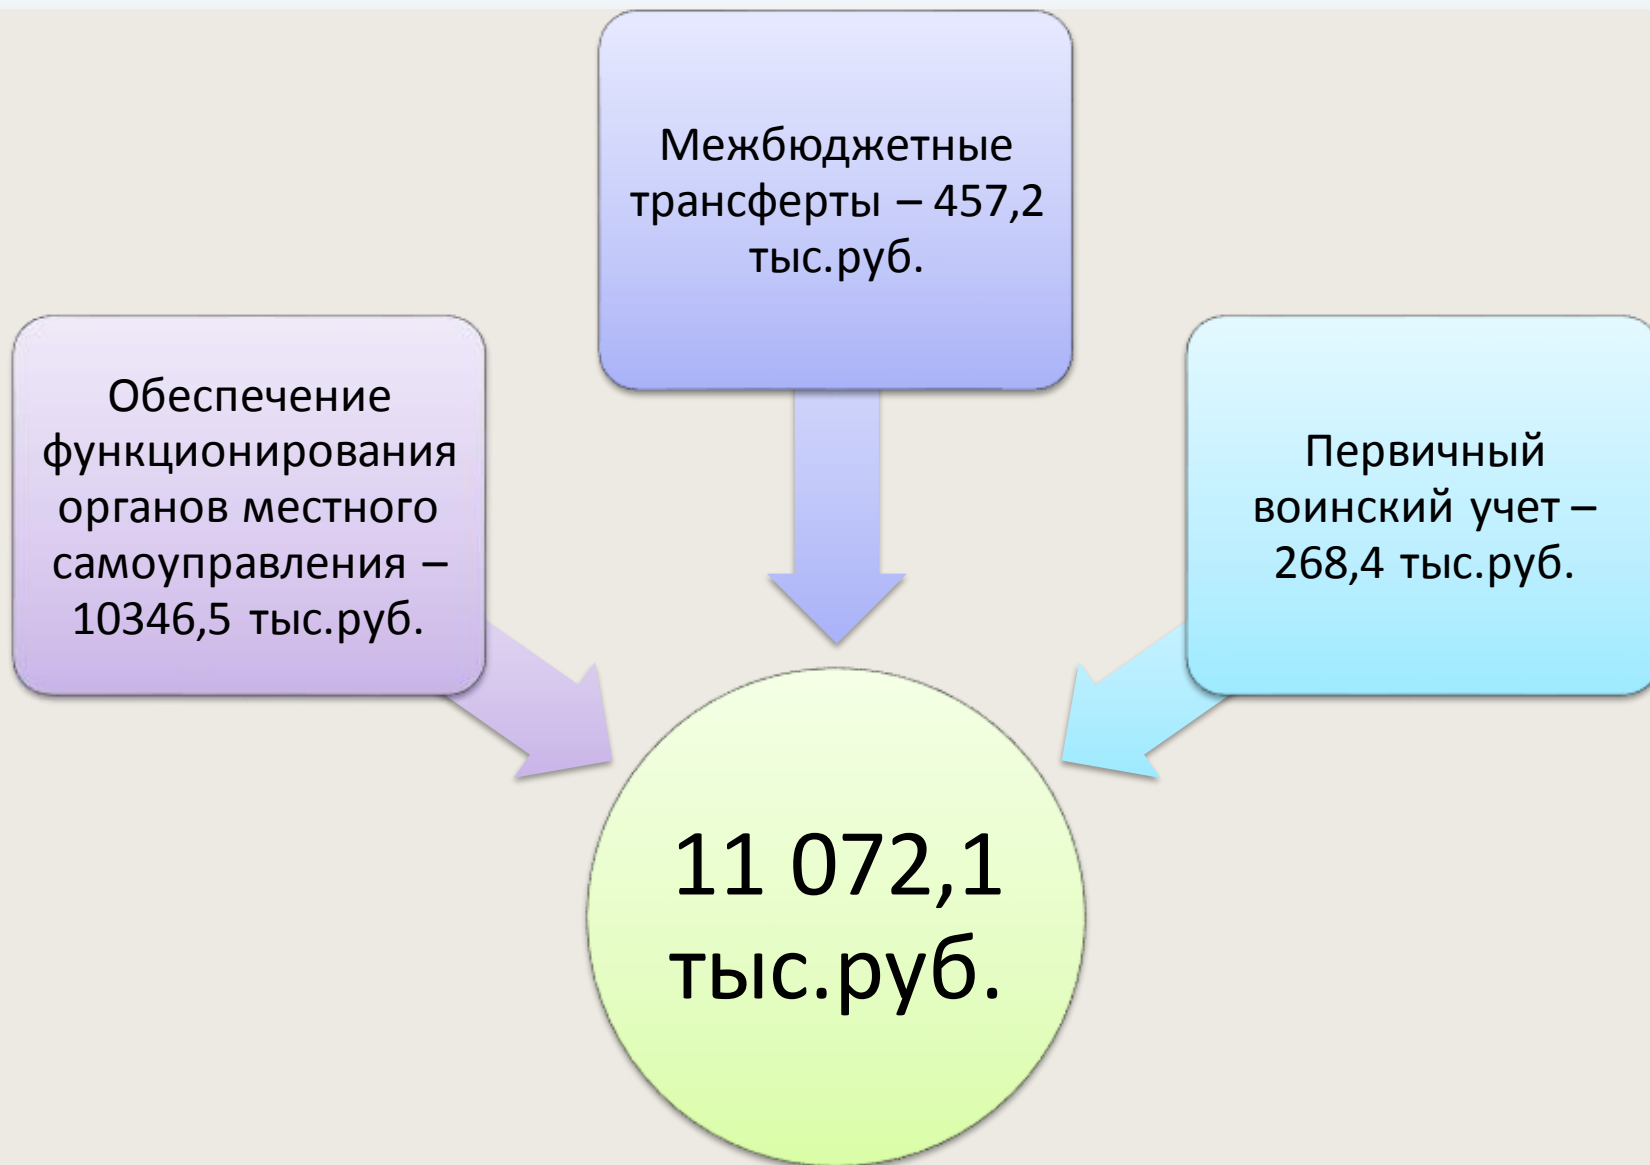 Межбюджетные
трансферты – 457,2
тыс.руб.
Обеспечение
функционирования
органов местного
самоуправления –
10346,5 тыс.руб.
Первичный
воинский учет –
268,4 тыс.руб.
11 072,1
тыс.руб.